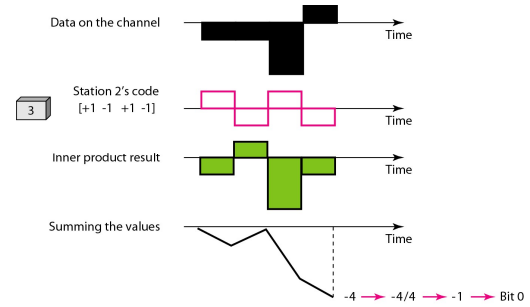 Data on the channel
Time
Station 2's code
[+1 -1 +1 -1]
3
Time
Inner product result
Time
Summing the values
Time
-4 → -4/4 → -1 → Bit 0